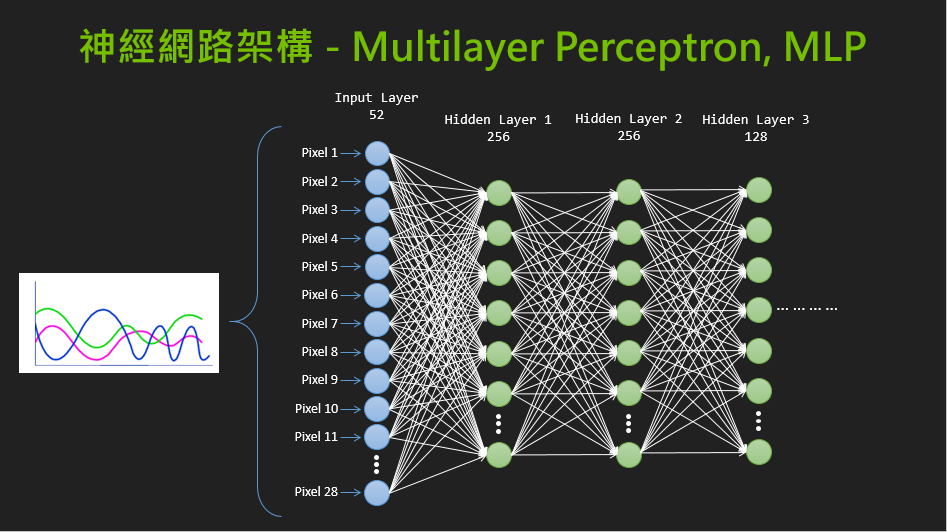 神經網路架構 - Multilayer Perceptron, MLP
Input Layer
52
Hidden Layer 1
256
Hidden Layer 2
256
Hidden Layer 3
128
Pixel 1
Pixel 2
Pixel 3
Pixel 4
Pixel 5
Pixel 6
Pixel 7
Pixel 8
Pixel 9
Pixel 10
Pixel 11
Pixel 28
... ... ... ...